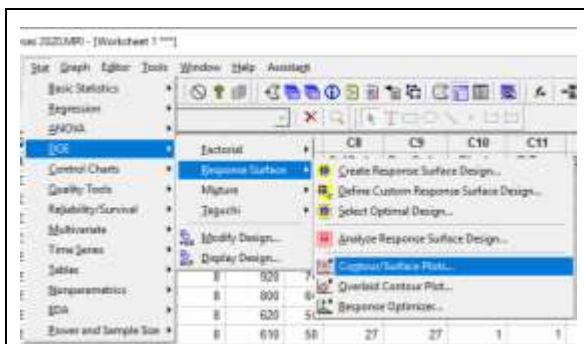 2020.MPJ - [Worksheet 1 ***]
Stat Graph Editor Tools Window Help Assistant
Basic Statistics
Regression
ANOVA
DOE
Control Charts
Quality Tools
Reliability/Survival
Multivariate
Time Series
Tables
Nonparametrics
EDA
Power and Sample Size
Factorial
Response Surface
Mixture
Taguchi
Modify Design...
Display Design...
Create Response Surface Design...
Define Custom Response Surface Design...
Select Optimal Design...
Analyze Response Surface Design...
Contour/Surface Plots...
Overlaid Contour Plot...
Response Optimizer...
C8 C9 C10 C11
8 920
8 800
8 620
8 610 50 27 27 1 1